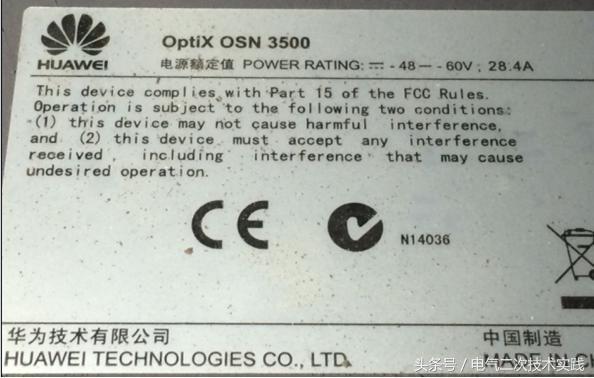 HUAWEI
OptiX OSN 3500
电源额定值 POWER RATING: ⎓ -48— -60V; 28.4A
This device complies with Part 15 of the FCC Rules.
Operation is subject to the following two conditions:
(1) this device may not cause harmful interference,
and (2) this device must accept any interference
received, including interference that may cause
undesired operation.
CE
N14036
华为技术有限公司
中国制造
HUAWEI TECHNOLOGIES CO., LTD.
MADE IN
头条号 / 电气二次技术实践